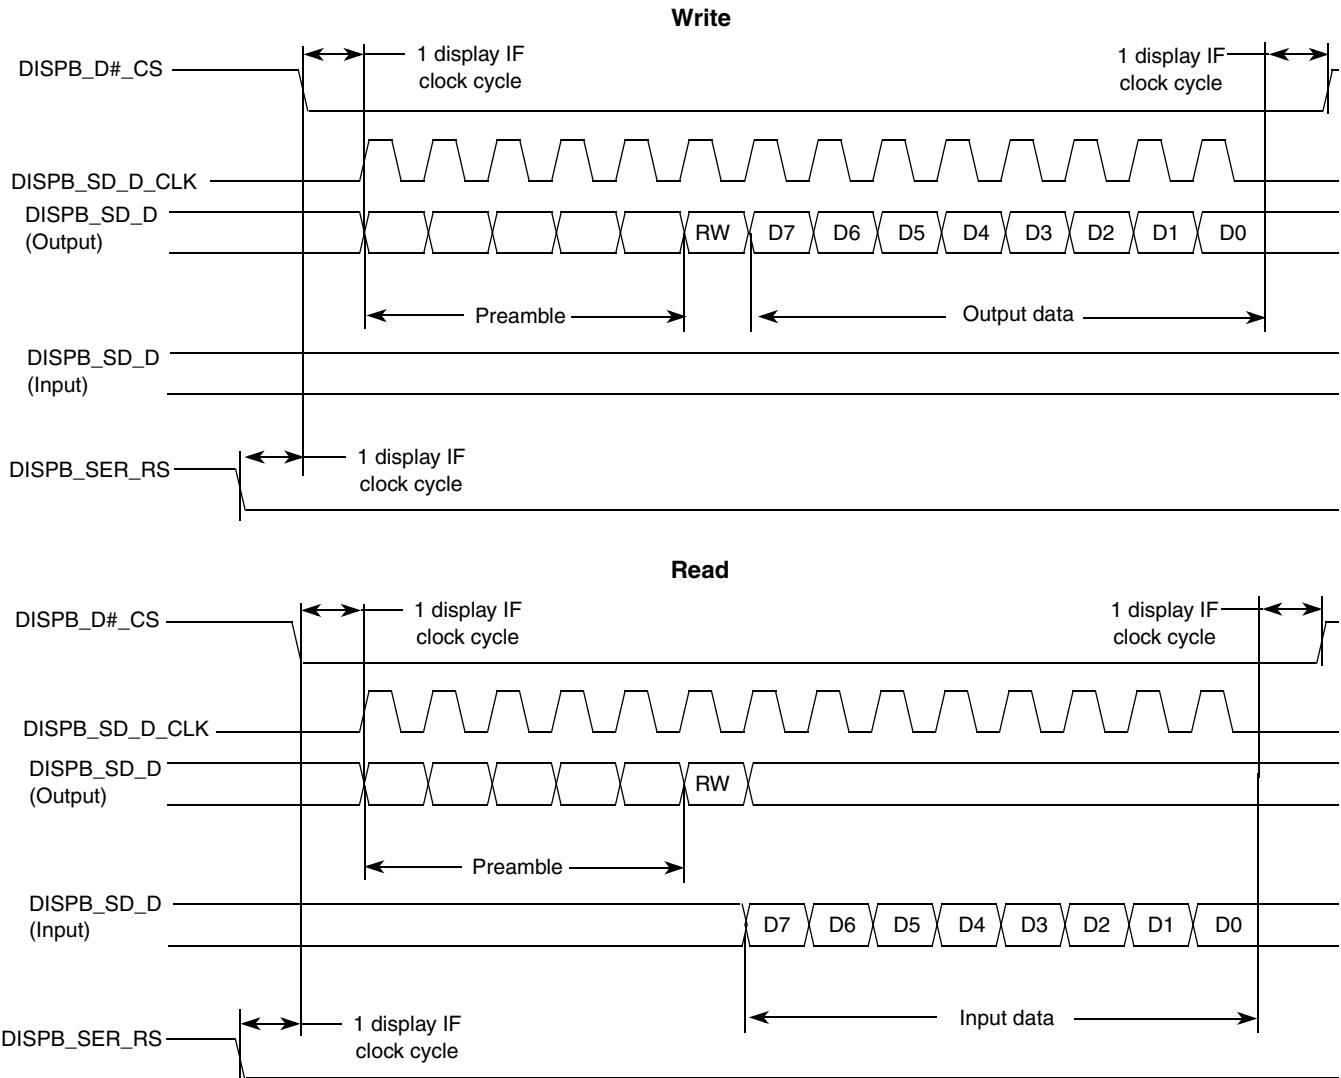 Write
DISPB_D#_CS
1 display IF
clock cycle
1 display IF
clock cycle
DISPB_SD_D_CLK
DISPB_SD_D
(Output)
RW D7 D6 D5 D4 D3 D2 D1 D0
Preamble
Output data
DISPB_SD_D
(Input)
DISPB_SER_RS
1 display IF
clock cycle
Read
DISPB_D#_CS
1 display IF
clock cycle
1 display IF
clock cycle
DISPB_SD_D_CLK
DISPB_SD_D
(Output)
RW
Preamble
DISPB_SD_D
(Input)
D7 D6 D5 D4 D3 D2 D1 D0
Input data
DISPB_SER_RS
1 display IF
clock cycle